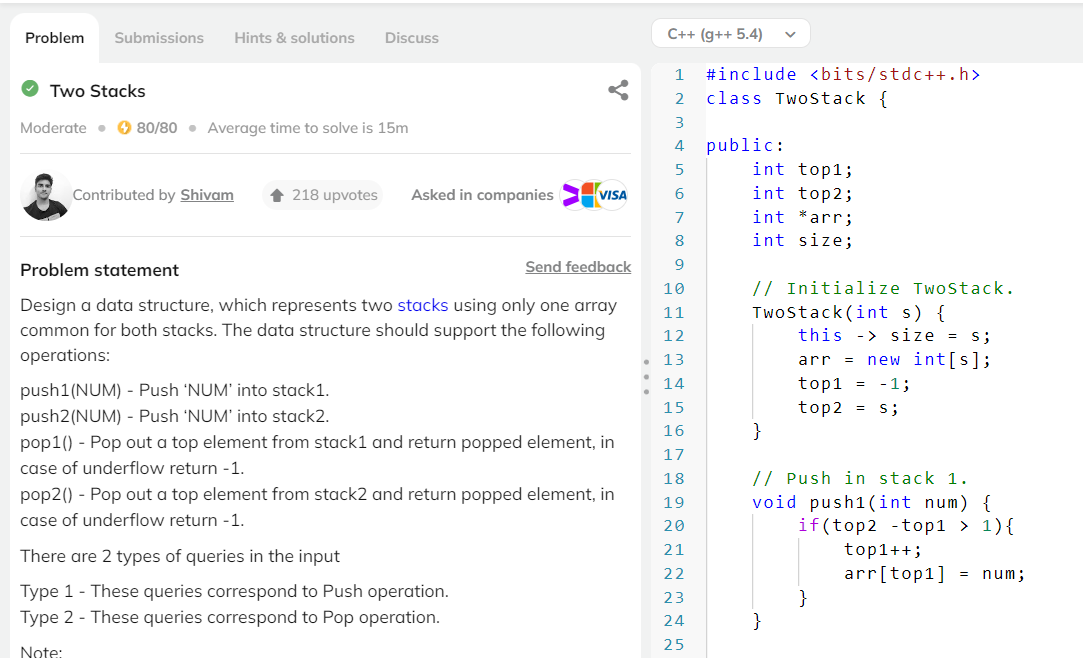 Problem
Submissions
Hints & solutions
Discuss
Two Stacks
Moderate • 80/80 • Average time to solve is 15m
Contributed by Shivam
218 upvotes
Asked in companies
VISA
Problem statement
Send feedback
Design a data structure, which represents two stacks using only one array
common for both stacks. The data structure should support the following
operations:
push1(NUM) - Push ‘NUM’ into stack1.
push2(NUM) - Push ‘NUM’ into stack2.
pop1() - Pop out a top element from stack1 and return popped element, in
case of underflow return -1.
pop2() - Pop out a top element from stack2 and return popped element, in
case of underflow return -1.
There are 2 types of queries in the input
Type 1 - These queries correspond to Push operation.
Type 2 - These queries correspond to Pop operation.
Note:
C++ (g++ 5.4)
1 #include <bits/stdc++.h>
2 class TwoStack {
3
4 public:
5     int top1;
6     int top2;
7     int *arr;
8     int size;
9
10     // Initialize TwoStack.
11     TwoStack(int s) {
12         this -> size = s;
13         arr = new int[s];
14         top1 = -1;
15         top2 = s;
16     }
17
18     // Push in stack 1.
19     void push1(int num) {
20         if(top2 -top1 > 1){
21             top1++;
22             arr[top1] = num;
23         }
24     }
25